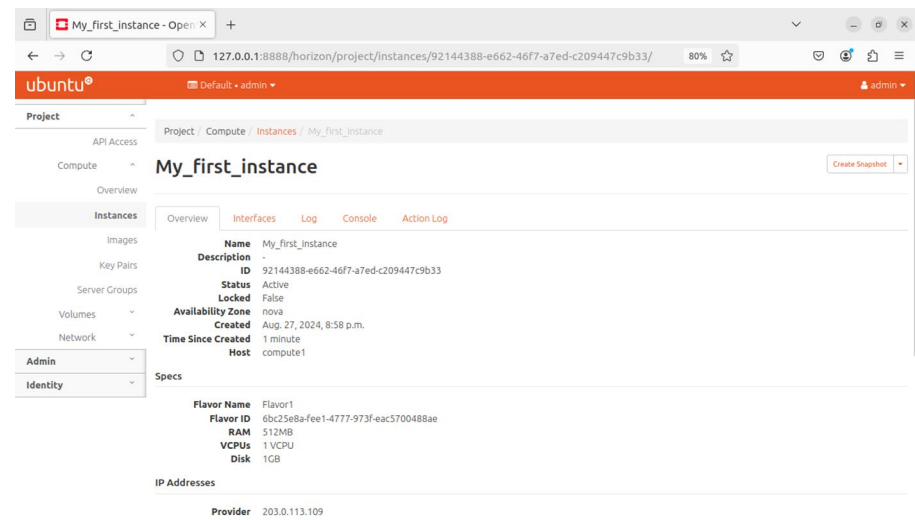 My_first_instance - Open
127.0.0.1:8888/horizon/project/instances/92144388-e662-46f7-a7ed-c209447c9b33/ 80%
ubuntu Default • admin admin
Project
API Access
Compute
Overview
Instances
Images
Key Pairs
Server Groups
Volumes
Network
Admin
Identity
Project / Compute / Instances / My_first_instance
My_first_instance
Create Snapshot
Overview Interfaces Log Console Action Log
Name My_first_instance
Description -
ID 92144388-e662-46f7-a7ed-c209447c9b33
Status Active
Locked False
Availability Zone nova
Created Aug. 27, 2024, 8:58 p.m.
Time Since Created 1 minute
Host compute1
Specs
Flavor Name Flavor1
Flavor ID 6bc25e8a-fee1-4777-973f-eac5700488ae
RAM 512MB
VCPUs 1 VCPU
Disk 1GB
IP Addresses
Provider 203.0.113.109